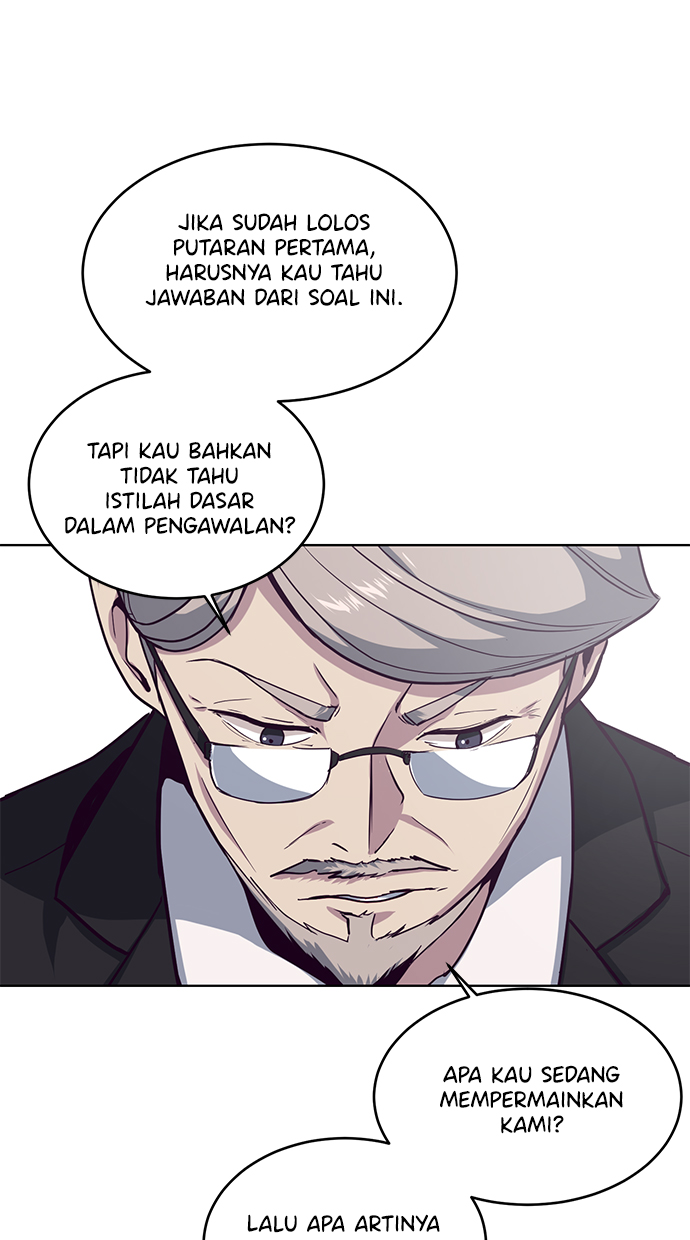 JIKA SUDAH LOLOS
PUTARAN PERTAMA,
HARUSNYA KAU TAHU
JAWABAN DARI SOAL INI.
TAPI KAU BAHKAN
TIDAK TAHU
ISTILAH DASAR
DALAM PENGAWALAN?
APA KAU SEDANG
MEMPERMAINKAN
KAMI?
LALU APA ARTINYA